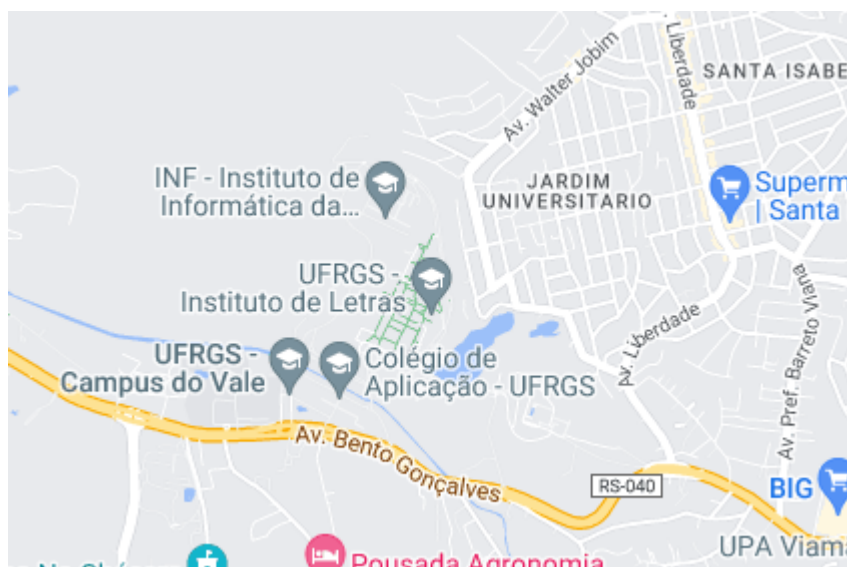 Av. Walter Jobim
Liberdade
SANTA ISABE
INF - Instituto de
Informática da...
JARDIM
UNIVERSITARIO
Superm
| Santa
UFRGS -
Instituto de Letras
Av. Liberdade
Av. Pref. Barreto Viana
UFRGS -
Campus do Vale
Colégio de
Aplicação - UFRGS
Av. Bento Gonçalves
RS-040
BIG
UPA Viama
Pousada Agronomia